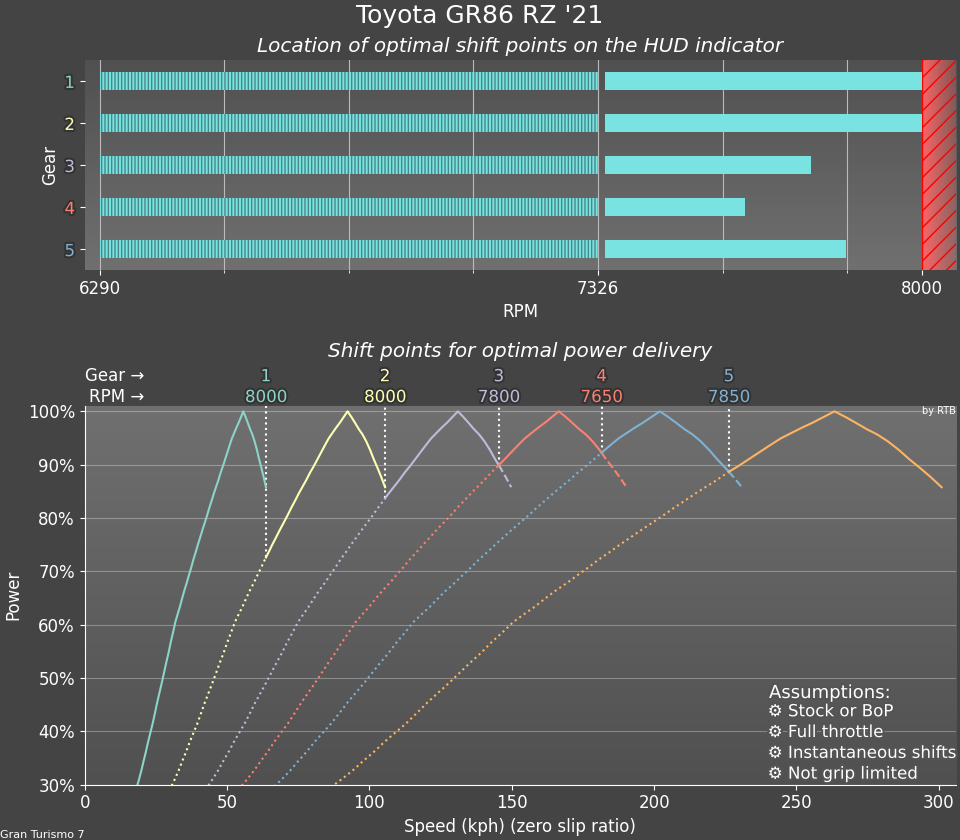 Toyota GR86 RZ '21
Location of optimal shift points on the HUD indicator
Gear
1
2
3
4
5
6290 7326 8000
RPM
Shift points for optimal power delivery
Gear → 1 2 3 4 5
RPM → 8000 8000 7800 7650 7850
by RTB
Power
100%
90%
80%
70%
60%
50%
40%
30%
Assumptions:
⚙ Stock or BoP
⚙ Full throttle
⚙ Instantaneous shifts
⚙ Not grip limited
0 50 100 150 200 250 300
Speed (kph) (zero slip ratio)
Gran Turismo 7